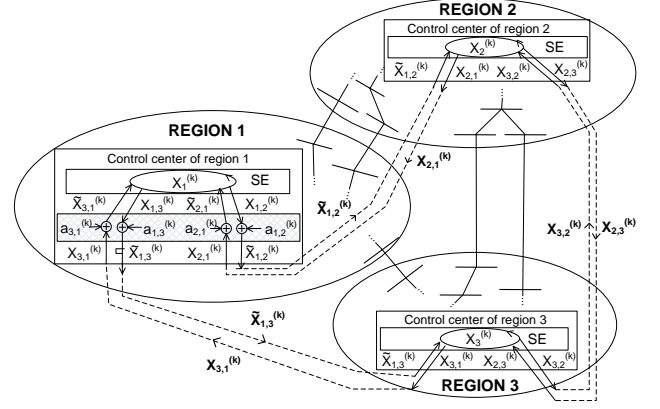 REGION 2
Control center of region 2
X₂⁽ᵏ⁾ SE
X̃₁,₂⁽ᵏ⁾ X₂,₁⁽ᵏ⁾ X₃,₂⁽ᵏ⁾ X₂,₃⁽ᵏ⁾
REGION 1
Control center of region 1
X₁⁽ᵏ⁾ SE
X̃₃,₁⁽ᵏ⁾ X₁,₃⁽ᵏ⁾ X̃₂,₁⁽ᵏ⁾ X₁,₂⁽ᵏ⁾
a₃,₁⁽ᵏ⁾ a₁,₃⁽ᵏ⁾ a₂,₁⁽ᵏ⁾ a₁,₂⁽ᵏ⁾
X₃,₁⁽ᵏ⁾ X̃₁,₃⁽ᵏ⁾ X₂,₁⁽ᵏ⁾ X̃₁,₂⁽ᵏ⁾
X₂,₁⁽ᵏ⁾
X̃₁,₂⁽ᵏ⁾
X₃,₂⁽ᵏ⁾ X₂,₃⁽ᵏ⁾
X̃₁,₃⁽ᵏ⁾
X₃,₁⁽ᵏ⁾
Control center of region 3
X₃⁽ᵏ⁾ SE
X̃₁,₃⁽ᵏ⁾ X₃,₁⁽ᵏ⁾ X₂,₃⁽ᵏ⁾ X₃,₂⁽ᵏ⁾
REGION 3